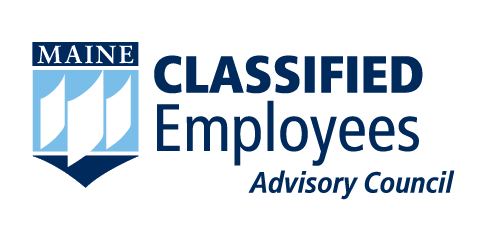 MAINE
CLASSIFIED
Employees
Advisory Council